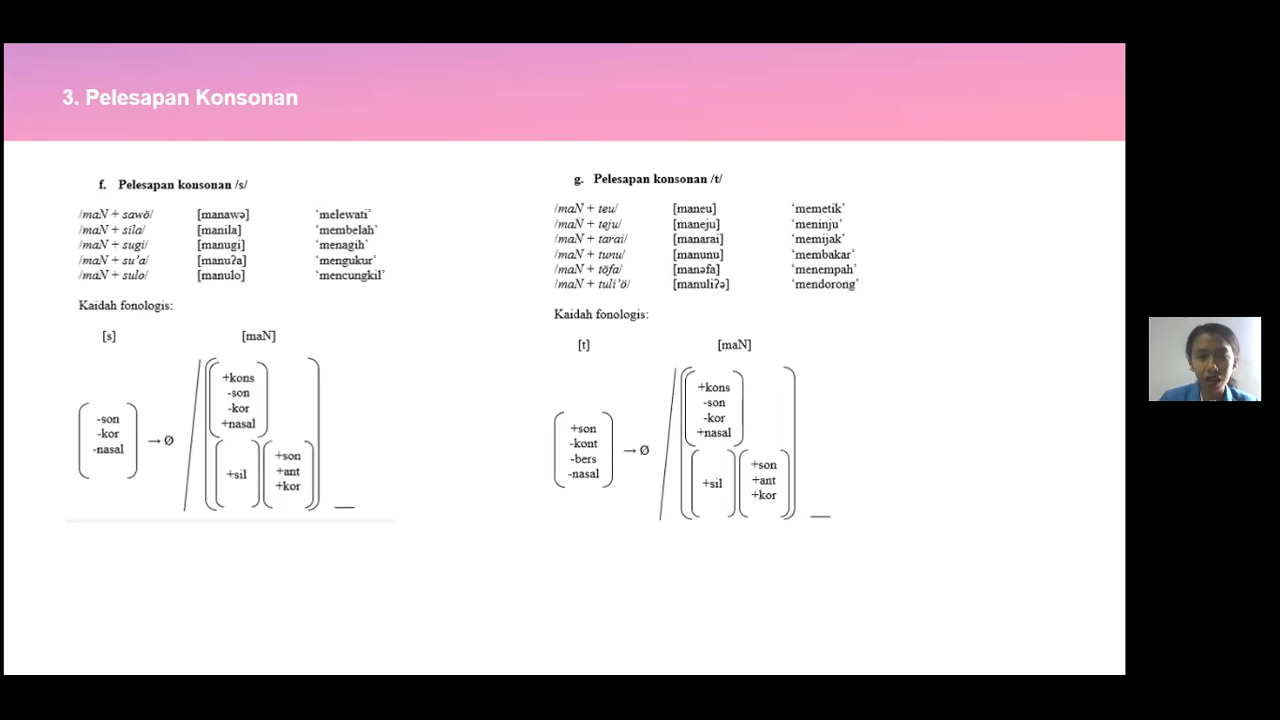 3. Pelesapan Konsonan
f. Pelesapan konsonan /s/
/maN + sawö/ [manawə] ‘melewati’
/maN + sila/ [manila] ‘membelah’
/maN + sugi/ [manugi] ‘menagih’
/maN + su’a/ [manuʔa] ‘mengukur’
/maN + sulo/ [manulo] ‘mencungkil’
Kaidah fonologis:
[s] [maN]
-son
-kor
-nasal
→ Ø
/
+kons
-son
-kor
+nasal
+sil
+son
+ant
+kor
__
g. Pelesapan konsonan /t/
/maN + teu/ [maneu] ‘memetik’
/maN + teju/ [maneju] ‘meninju’
/maN + tarai/ [manarai] ‘memijak’
/maN + tunu/ [manunu] ‘membakar’
/maN + töfa/ [manəfa] ‘menempah’
/maN + tuli’ö/ [manuliʔə] ‘mendorong’
Kaidah fonologis:
[t] [maN]
+son
-kont
-bers
-nasal
→ Ø
/
+kons
-son
-kor
+nasal
+sil
+son
+ant
+kor
__